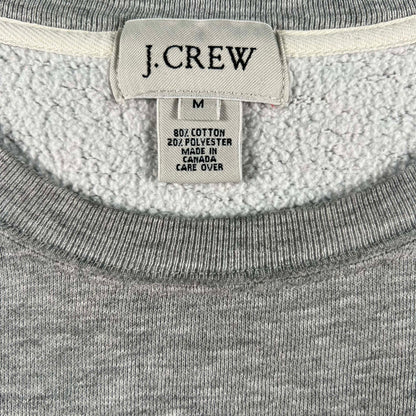 J.CREW
M
80% COTTON
20% POLYESTER
MADE IN
CANADA
CARE OVER